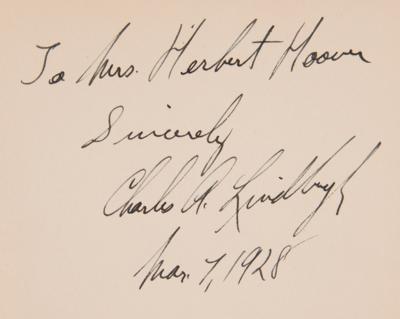 To Mrs. Herbert Hoover
Sincerely
Charles A. Lindbergh
Mar. 7, 1928